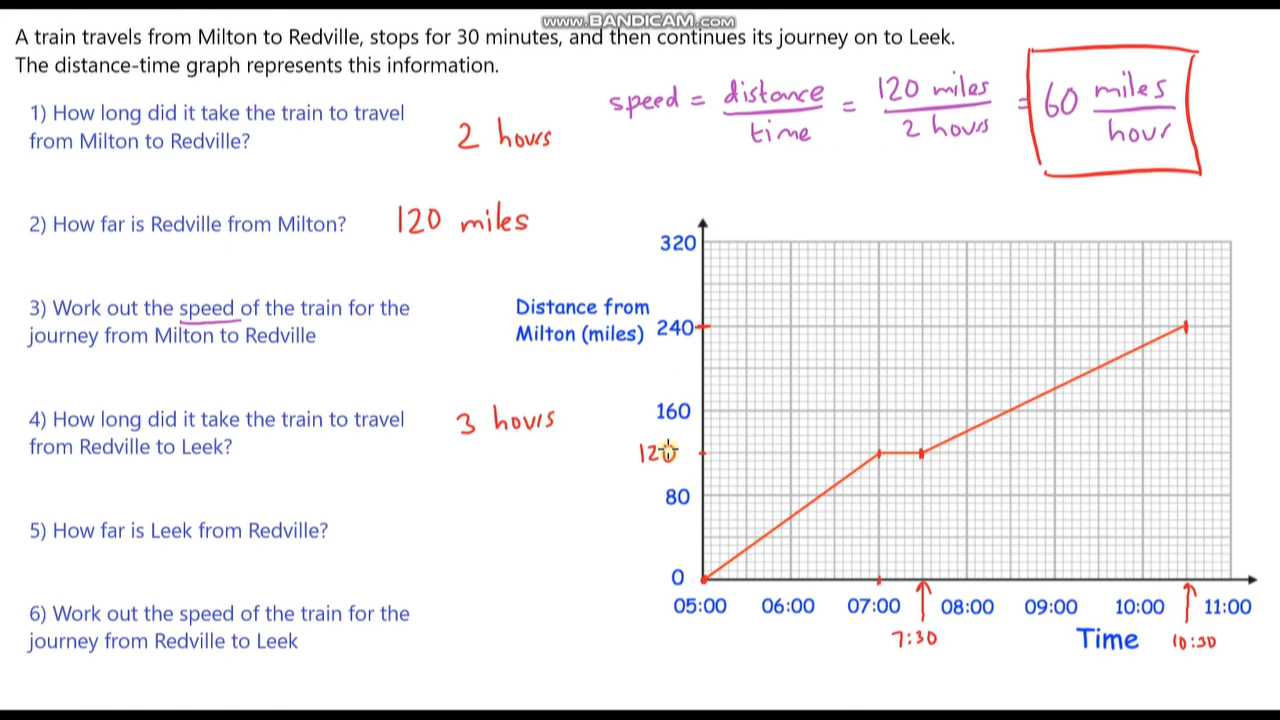 www.BANDICAM.com
A train travels from Milton to Redville, stops for 30 minutes, and then continues its journey on to Leek.
The distance-time graph represents this information.
speed = distance/time = 120 miles/2 hours = 60 miles/hour
1) How long did it take the train to travel
from Milton to Redville?
2 hours
2) How far is Redville from Milton?
120 miles
3) Work out the speed of the train for the
journey from Milton to Redville
4) How long did it take the train to travel
from Redville to Leek?
3 hours
5) How far is Leek from Redville?
6) Work out the speed of the train for the
journey from Redville to Leek
Distance from
Milton (miles)
320
240
160
120
80
0
05:00 06:00 07:00 08:00 09:00 10:00 11:00
7:30
Time
10:30